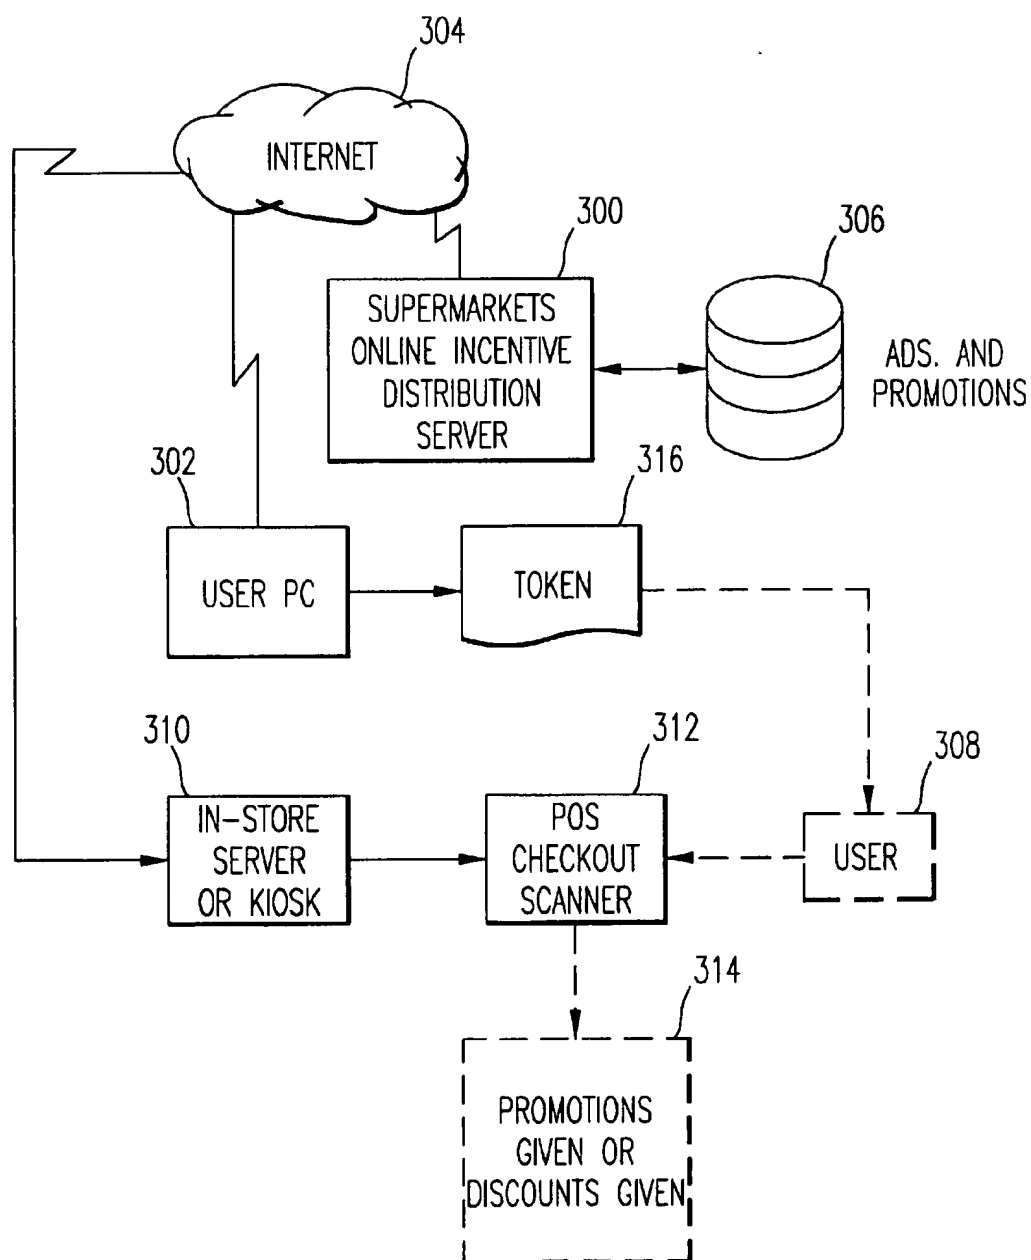 304
INTERNET
300
306
SUPERMARKETS
ONLINE INCENTIVE
DISTRIBUTION
SERVER
ADS. AND
PROMOTIONS
302
316
USER PC
TOKEN
310
312
308
IN-STORE
SERVER
OR KIOSK
POS
CHECKOUT
SCANNER
USER
314
PROMOTIONS
GIVEN OR
DISCOUNTS GIVEN